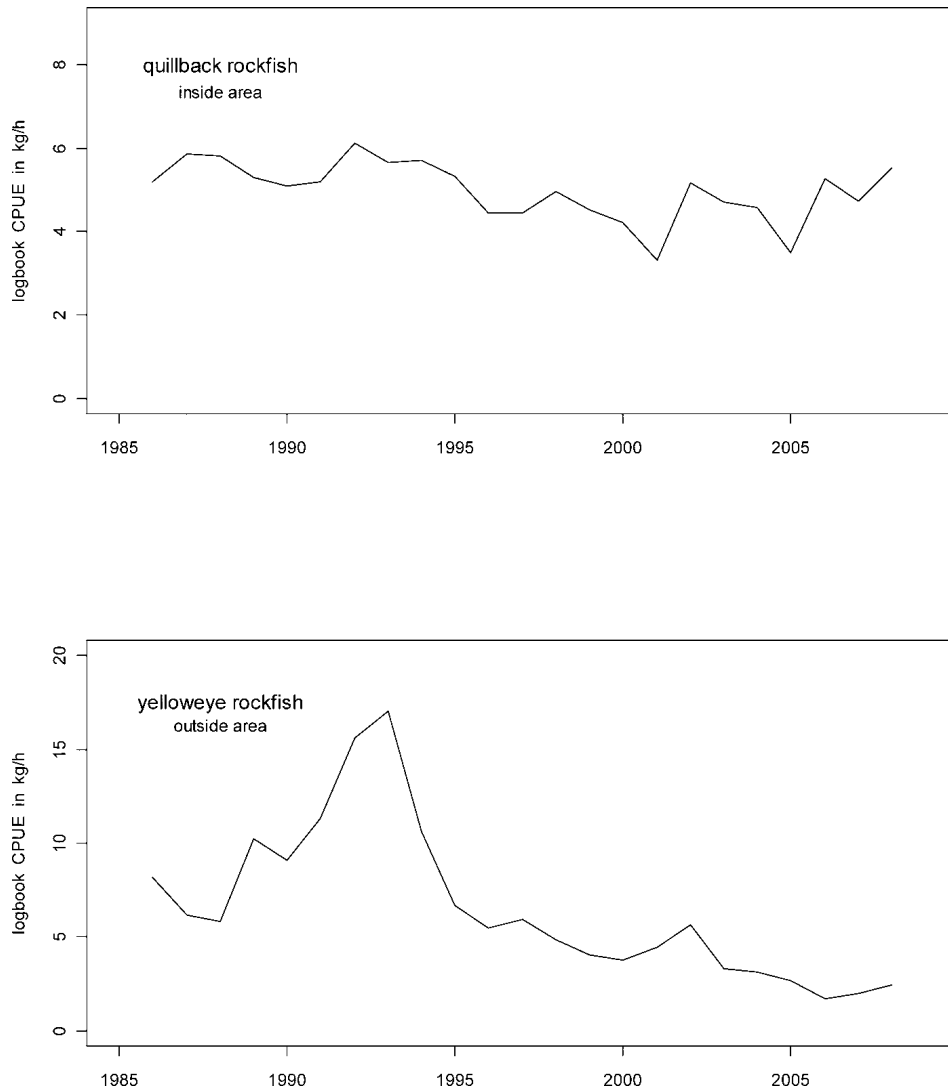 quillback rockfish
inside area
logbook CPUE in kg/h
8
6
4
2
0
1985 1990 1995 2000 2005
yelloweye rockfish
outside area
logbook CPUE in kg/h
20
15
10
5
0
1985 1990 1995 2000 2005